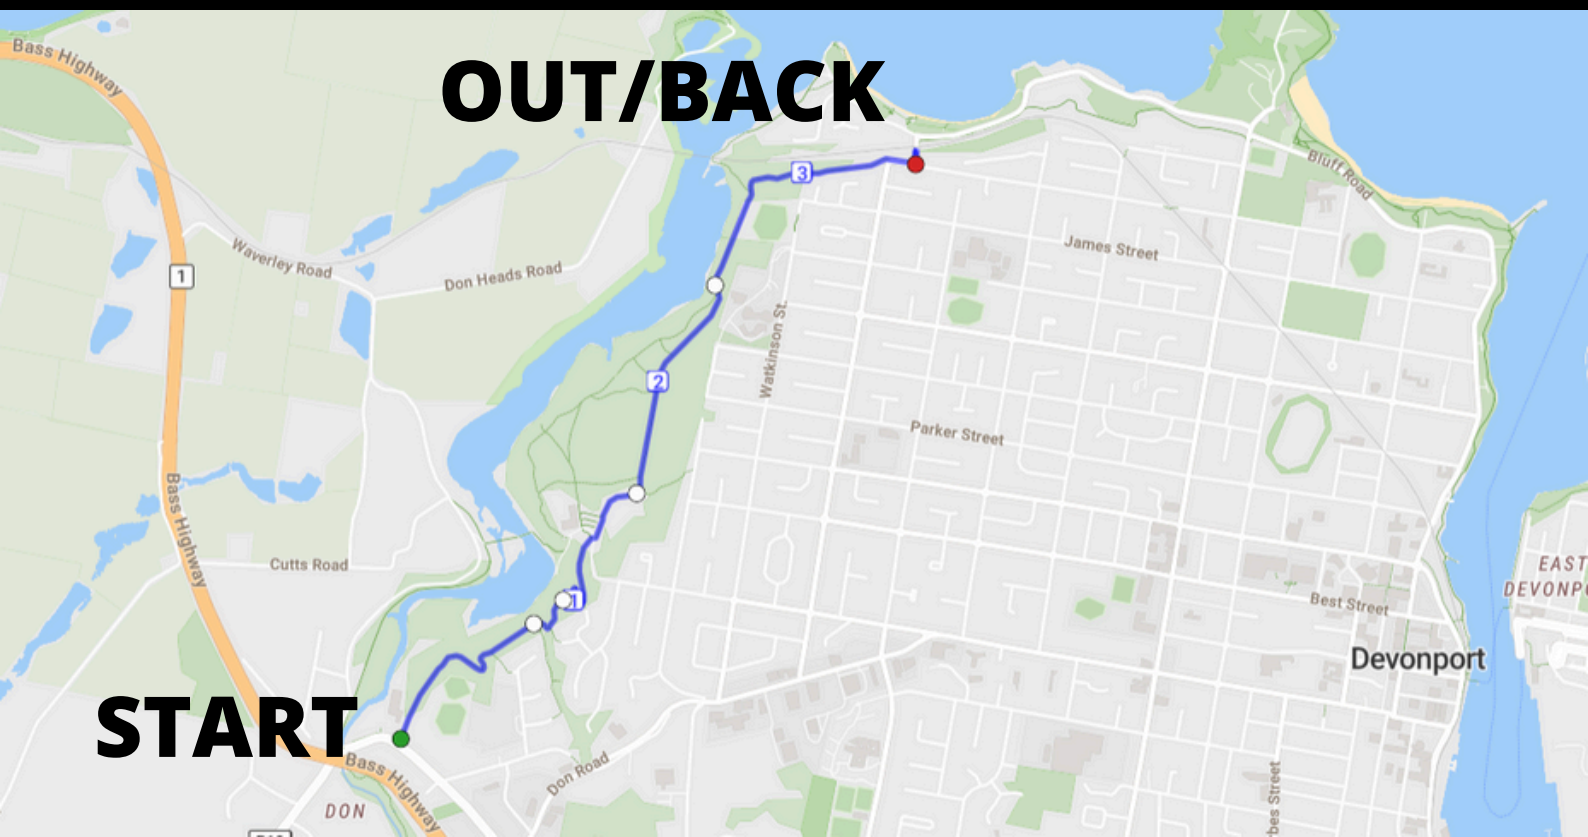 Bass Highway
OUT/BACK
3
Bluff Road
James Street
Waverley Road
Don Heads Road
1
Watkinson St.
2
Parker Street
Bass Highway
Cutts Road
EAST
1
Best Street
Devonport
START
Bass Highway
Don Road
DON